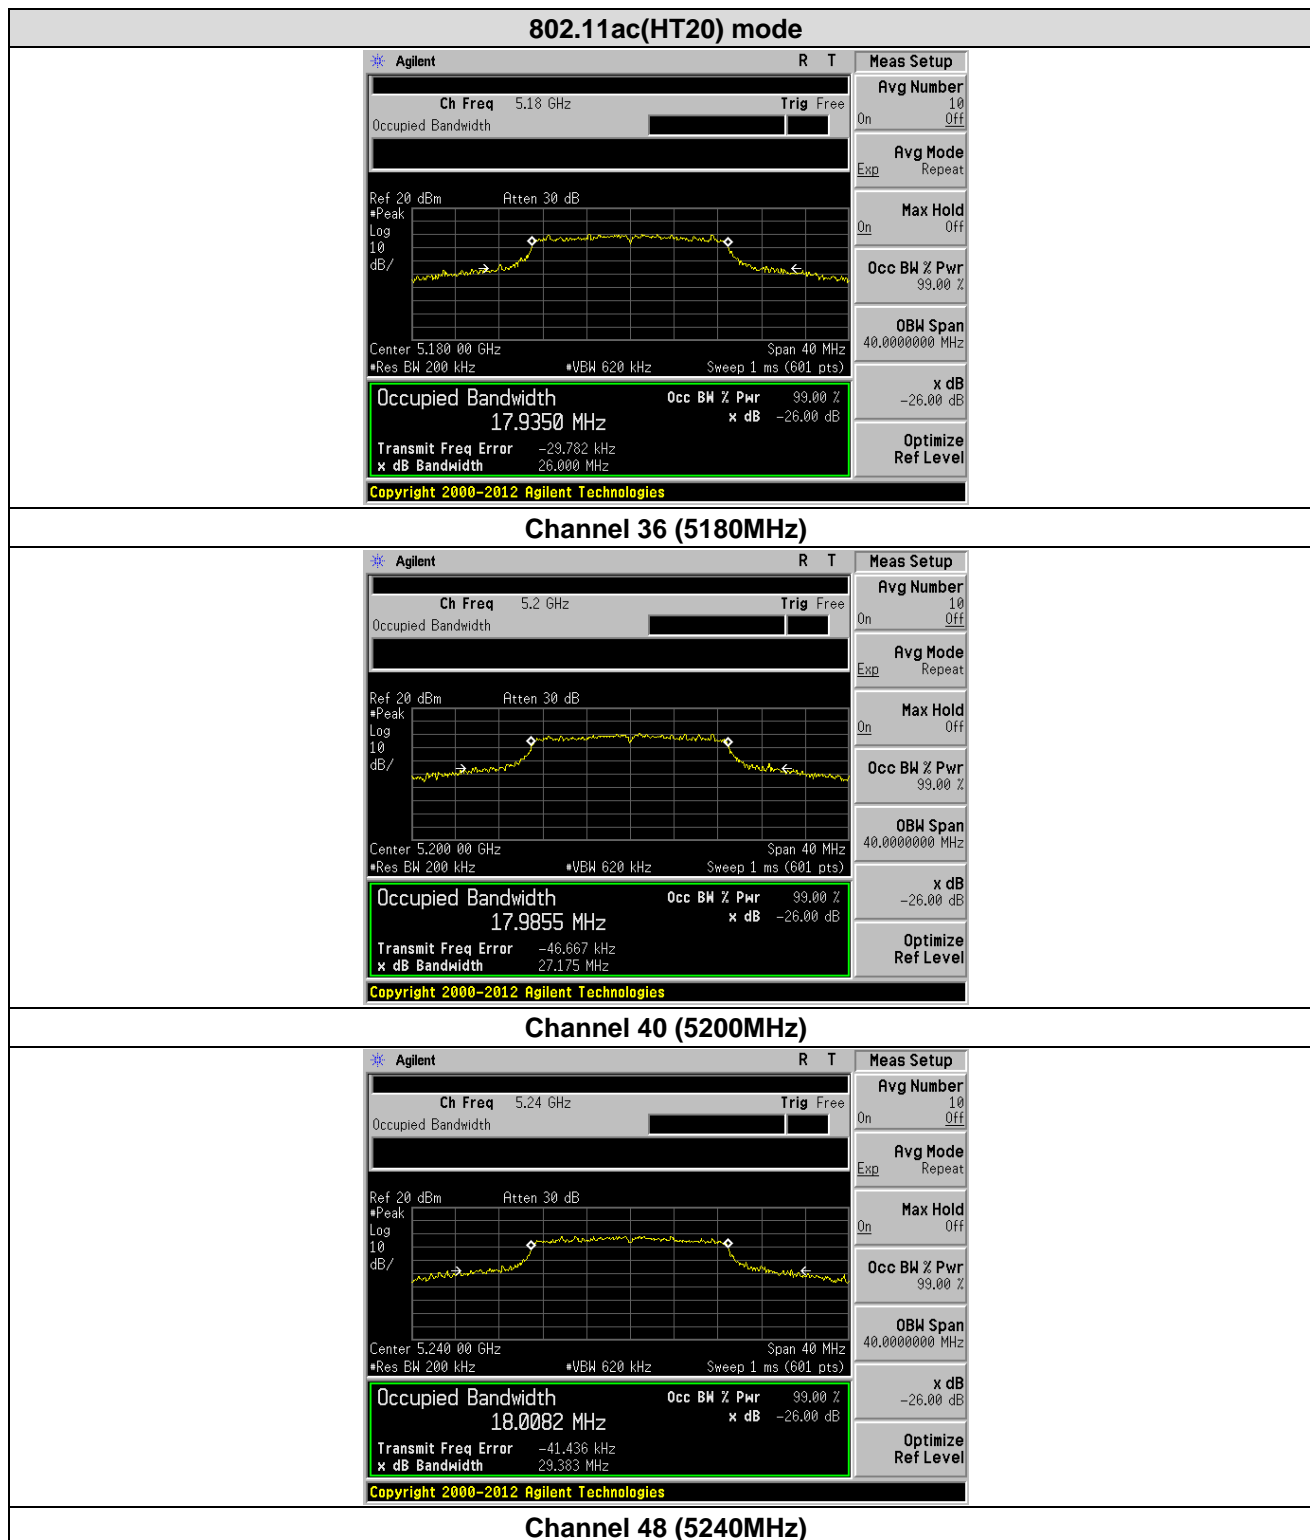 802.11ac(HT20) mode
Agilent R T Meas Setup
Ch Freq 5.18 GHz Trig Free
Occupied Bandwidth
Avg Number
10
On Off
Avg Mode
Exp Repeat
Max Hold
On Off
Occ BW % Pwr
99.00 %
OBW Span
40.0000000 MHz
x dB
-26.00 dB
Optimize
Ref Level
Ref 20 dBm Atten 30 dB
#Peak
Log
10
dB/
Center 5.180 00 GHz Span 40 MHz
#Res BW 200 kHz #VBW 620 kHz Sweep 1 ms (601 pts)
Occupied Bandwidth Occ BW % Pwr 99.00 %
17.9350 MHz x dB -26.00 dB
Transmit Freq Error -29.782 kHz
x dB Bandwidth 26.000 MHz
Copyright 2000-2012 Agilent Technologies
Channel 36 (5180MHz)
Agilent R T Meas Setup
Ch Freq 5.2 GHz Trig Free
Occupied Bandwidth
Avg Number
10
On Off
Avg Mode
Exp Repeat
Max Hold
On Off
Occ BW % Pwr
99.00 %
OBW Span
40.0000000 MHz
x dB
-26.00 dB
Optimize
Ref Level
Ref 20 dBm Atten 30 dB
#Peak
Log
10
dB/
Center 5.200 00 GHz Span 40 MHz
#Res BW 200 kHz #VBW 620 kHz Sweep 1 ms (601 pts)
Occupied Bandwidth Occ BW % Pwr 99.00 %
17.9855 MHz x dB -26.00 dB
Transmit Freq Error -46.667 kHz
x dB Bandwidth 27.175 MHz
Copyright 2000-2012 Agilent Technologies
Channel 40 (5200MHz)
Agilent R T Meas Setup
Ch Freq 5.24 GHz Trig Free
Occupied Bandwidth
Avg Number
10
On Off
Avg Mode
Exp Repeat
Max Hold
On Off
Occ BW % Pwr
99.00 %
OBW Span
40.0000000 MHz
x dB
-26.00 dB
Optimize
Ref Level
Ref 20 dBm Atten 30 dB
#Peak
Log
10
dB/
Center 5.240 00 GHz Span 40 MHz
#Res BW 200 kHz #VBW 620 kHz Sweep 1 ms (601 pts)
Occupied Bandwidth Occ BW % Pwr 99.00 %
18.0082 MHz x dB -26.00 dB
Transmit Freq Error -41.436 kHz
x dB Bandwidth 29.383 MHz
Copyright 2000-2012 Agilent Technologies
Channel 48 (5240MHz)